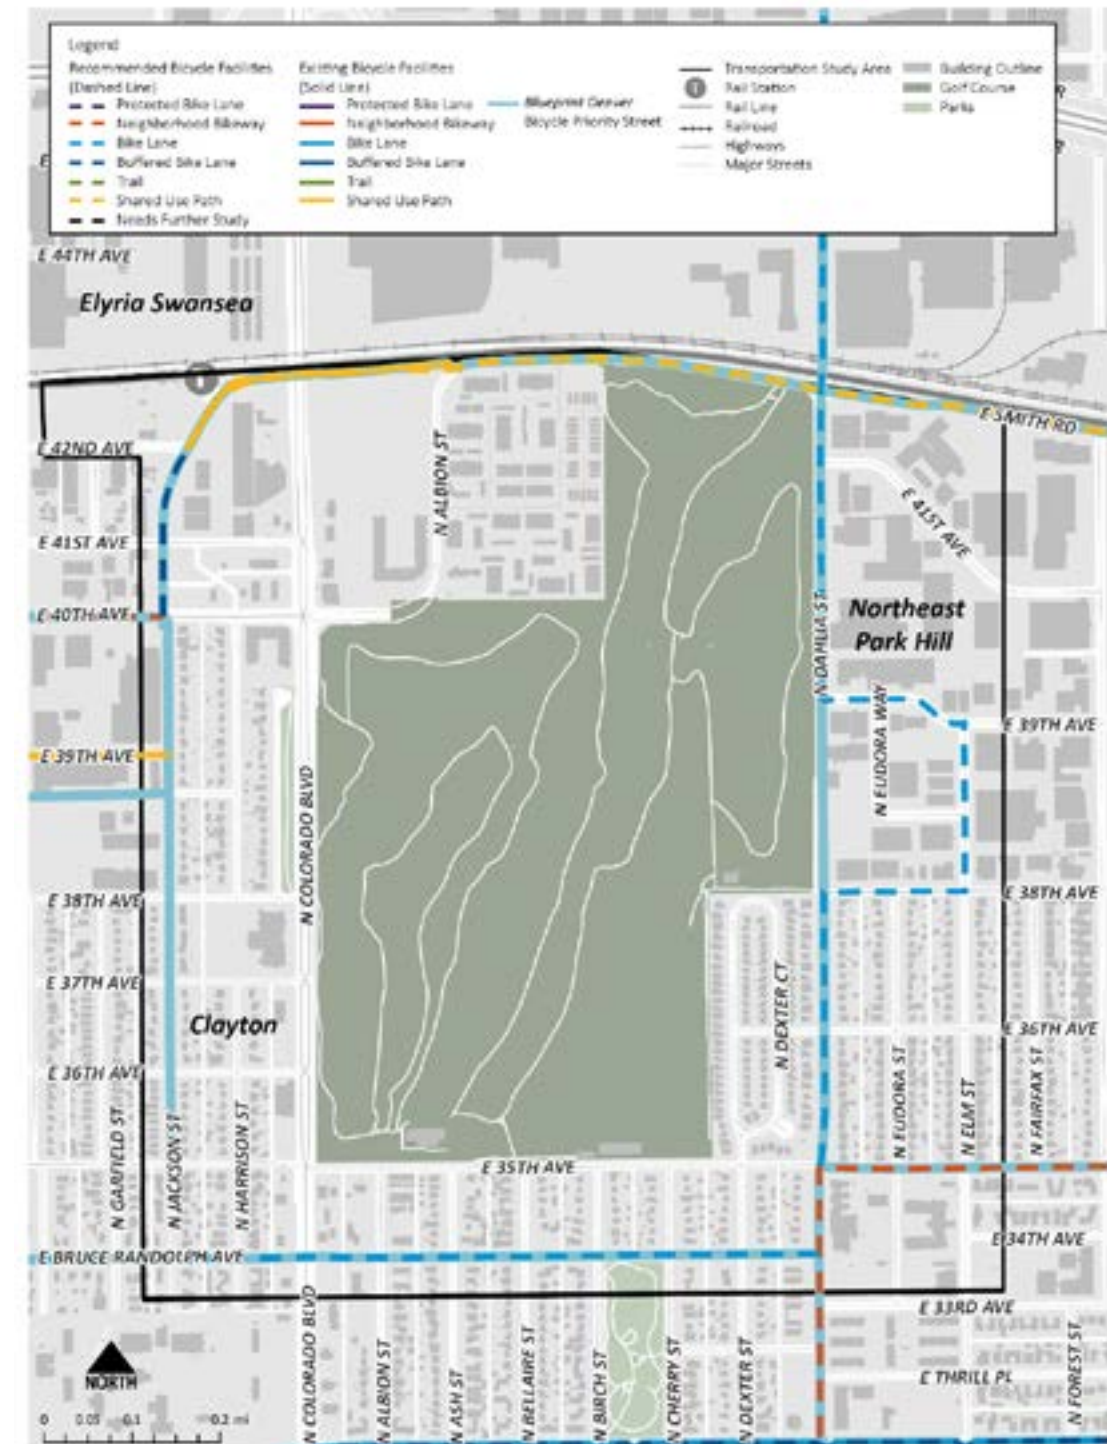 Legend
Recommended Bicycle Facilities
(Dashed Line)
Protected Bike Lane
Neighborhood Bikeway
Bike Lane
Buffered Bike Lane
Trail
Shared Use Path
Needs Further Study
Existing Bicycle Facilities
(Solid Line)
Protected Bike Lane
Neighborhood Bikeway
Bike Lane
Buffered Bike Lane
Trail
Shared Use Path
Blueprint Denver
Bicycle Priority Street
Transportation Study Area
Rail Station
Rail Line
Railroad
Highways
Major Streets
Building Outline
Golf Course
Parks
E 44TH AVE
Elyria Swansea
E SMITH RD
E 42ND AVE
N ALBION ST
E 41ST AVE
E 41ST AVE
E 40TH AVE
Northeast
Park Hill
N DAHLIA ST
N EUDORA WAY
E 39TH AVE
E 39TH AVE
N COLORADO BLVD
E 38TH AVE
E 38TH AVE
E 37TH AVE
Clayton
N DEXTER CT
E 36TH AVE
E 36TH AVE
N GARFIELD ST
N JACKSON ST
N HARRISON ST
N EUDORA ST
N ELM ST
N FAIRFAX ST
E 35TH AVE
E BRUCE RANDOLPH AVE
E 34TH AVE
E 33RD AVE
N COLORADO BLVD
N ALBION ST
N ASH ST
N BELLAIRE ST
N BIRCH ST
N CHERRY ST
N DEXTER ST
E THRILL PL
N FOREST ST
NORTH
0 0.05 0.1 0.2 mi